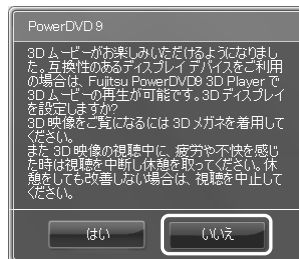 PowerDVD 9
3D ムービーがお楽しみいただけるようになりまし
た。互換性のあるディスプレイ デバイスをご利用
の場合は、Fujitsu PowerDVD9 3D Player で
3D ムービーの再生が可能です。3D ディスプレイ
を設定しますか?
3D 映像をご覧になるには 3D メガネを着用して
ください。
また 3D 映像の視聴中に、疲労や不快を感じ
た時は視聴を中断し休憩を取ってください。休
憩をしても改善しない場合は、視聴を中止して
ください。
はい
いいえ